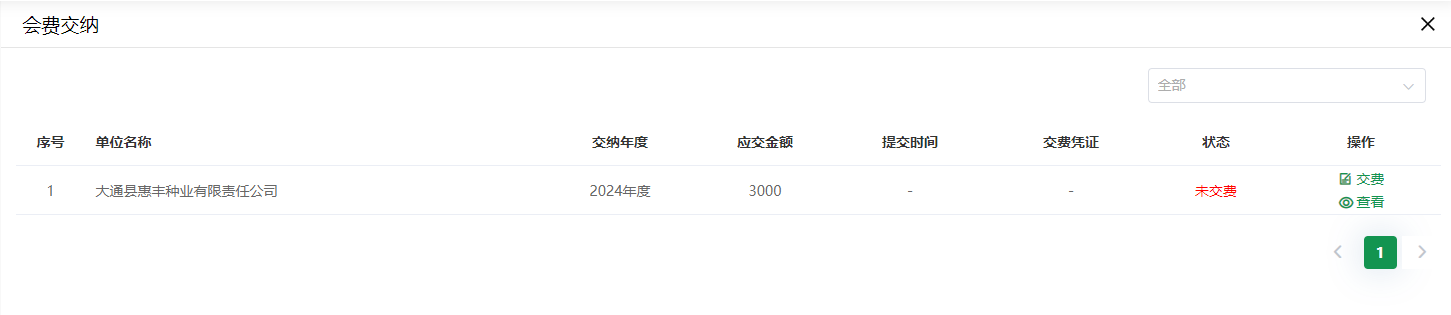 会费交纳
全部
序号 单位名称 交纳年度 应交金额 提交时间 交费凭证 状态 操作
1 大通县惠丰种业有限责任公司 2024年度 3000 - - 未交费 交费
查看
1